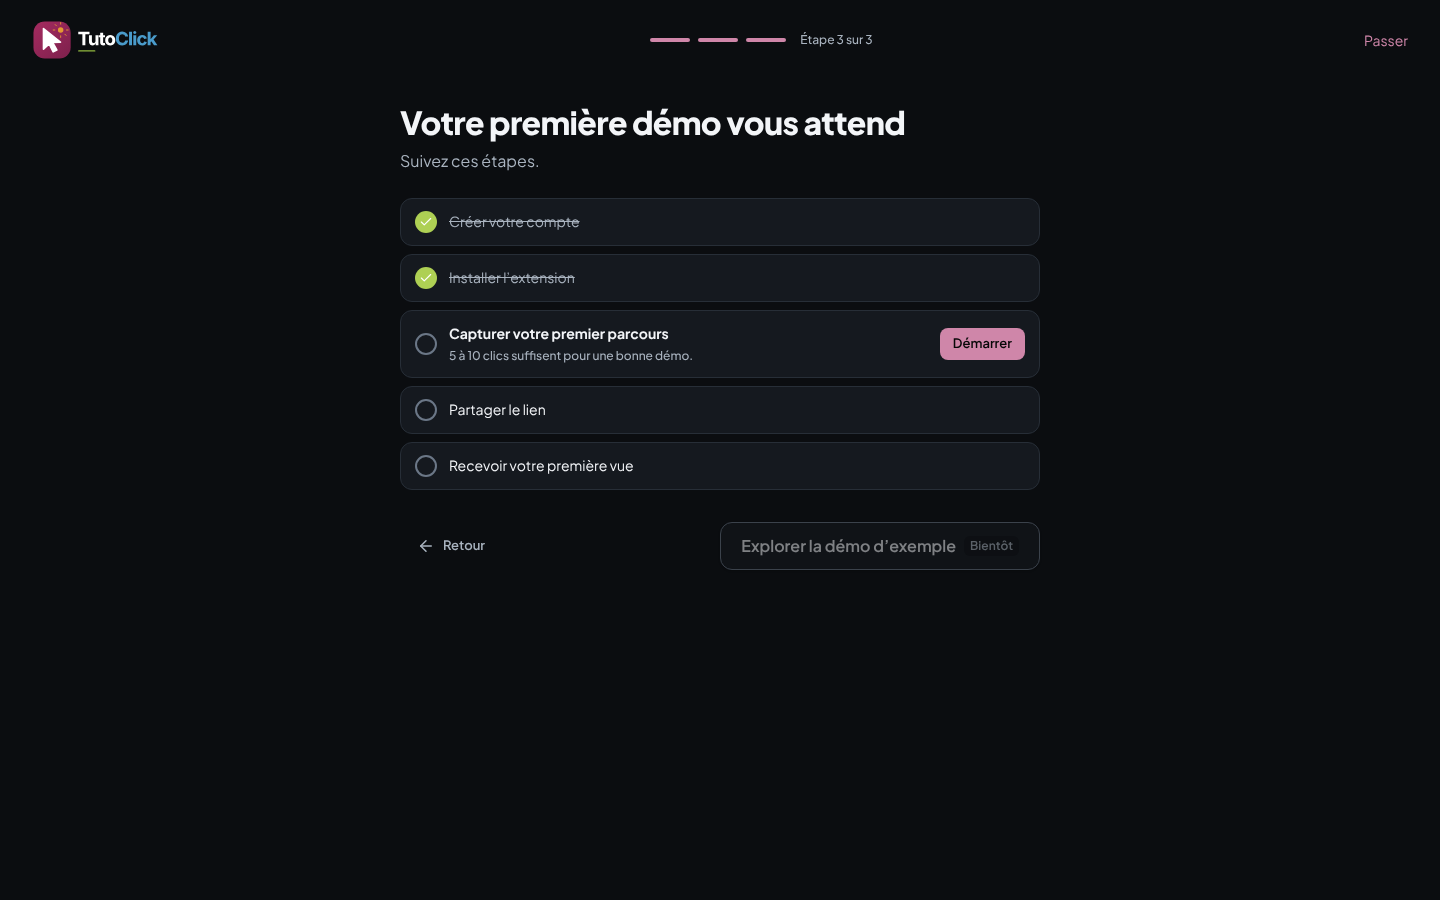 TutoClick
Étape 3 sur 3
Passer
Votre première démo vous attend
Suivez ces étapes.
Créer votre compte
Installer l'extension
Capturer votre premier parcours
5 à 10 clics suffisent pour une bonne démo.
Démarrer
Partager le lien
Recevoir votre première vue
Retour
Explorer la démo d’exemple Bientôt